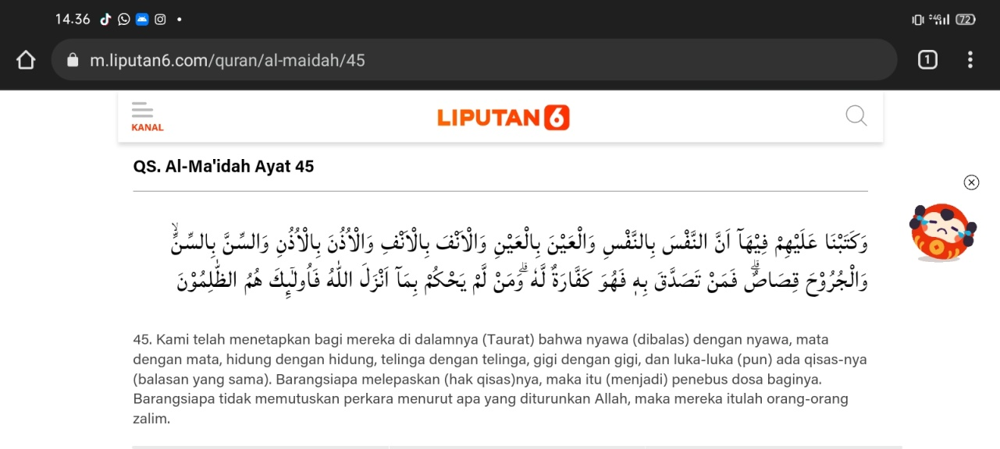 14.36
4G
72
m.liputan6.com/quran/al-maidah/45
1
KANAL
LIPUTAN 6
QS. Al-Ma'idah Ayat 45
وَكَتَبْنَا عَلَيْهِمْ فِيْهَآ اَنَّ النَّفْسَ بِالنَّفْسِ وَالْعَيْنَ بِالْعَيْنِ وَالْاَنْفَ بِالْاَنْفِ وَالْاُذُنَ بِالْاُذُنِ وَالسِّنَّ بِالسِّنِّۙ
وَالْجُرُوْحَ قِصَاصٌۗ فَمَنْ تَصَدَّقَ بِهٖ فَهُوَ كَفَّارَةٌ لَّهٗ ۗوَمَنْ لَّمْ يَحْكُمْ بِمَآ اَنْزَلَ اللّٰهُ فَاُولٰۤىِٕكَ هُمُ الظّٰلِمُوْنَ
45. Kami telah menetapkan bagi mereka di dalamnya (Taurat) bahwa nyawa (dibalas) dengan nyawa, mata
dengan mata, hidung dengan hidung, telinga dengan telinga, gigi dengan gigi, dan luka-luka (pun) ada qisas-nya
(balasan yang sama). Barangsiapa melepaskan (hak qisas)nya, maka itu (menjadi) penebus dosa baginya.
Barangsiapa tidak memutuskan perkara menurut apa yang diturunkan Allah, maka mereka itulah orang-orang
zalim.